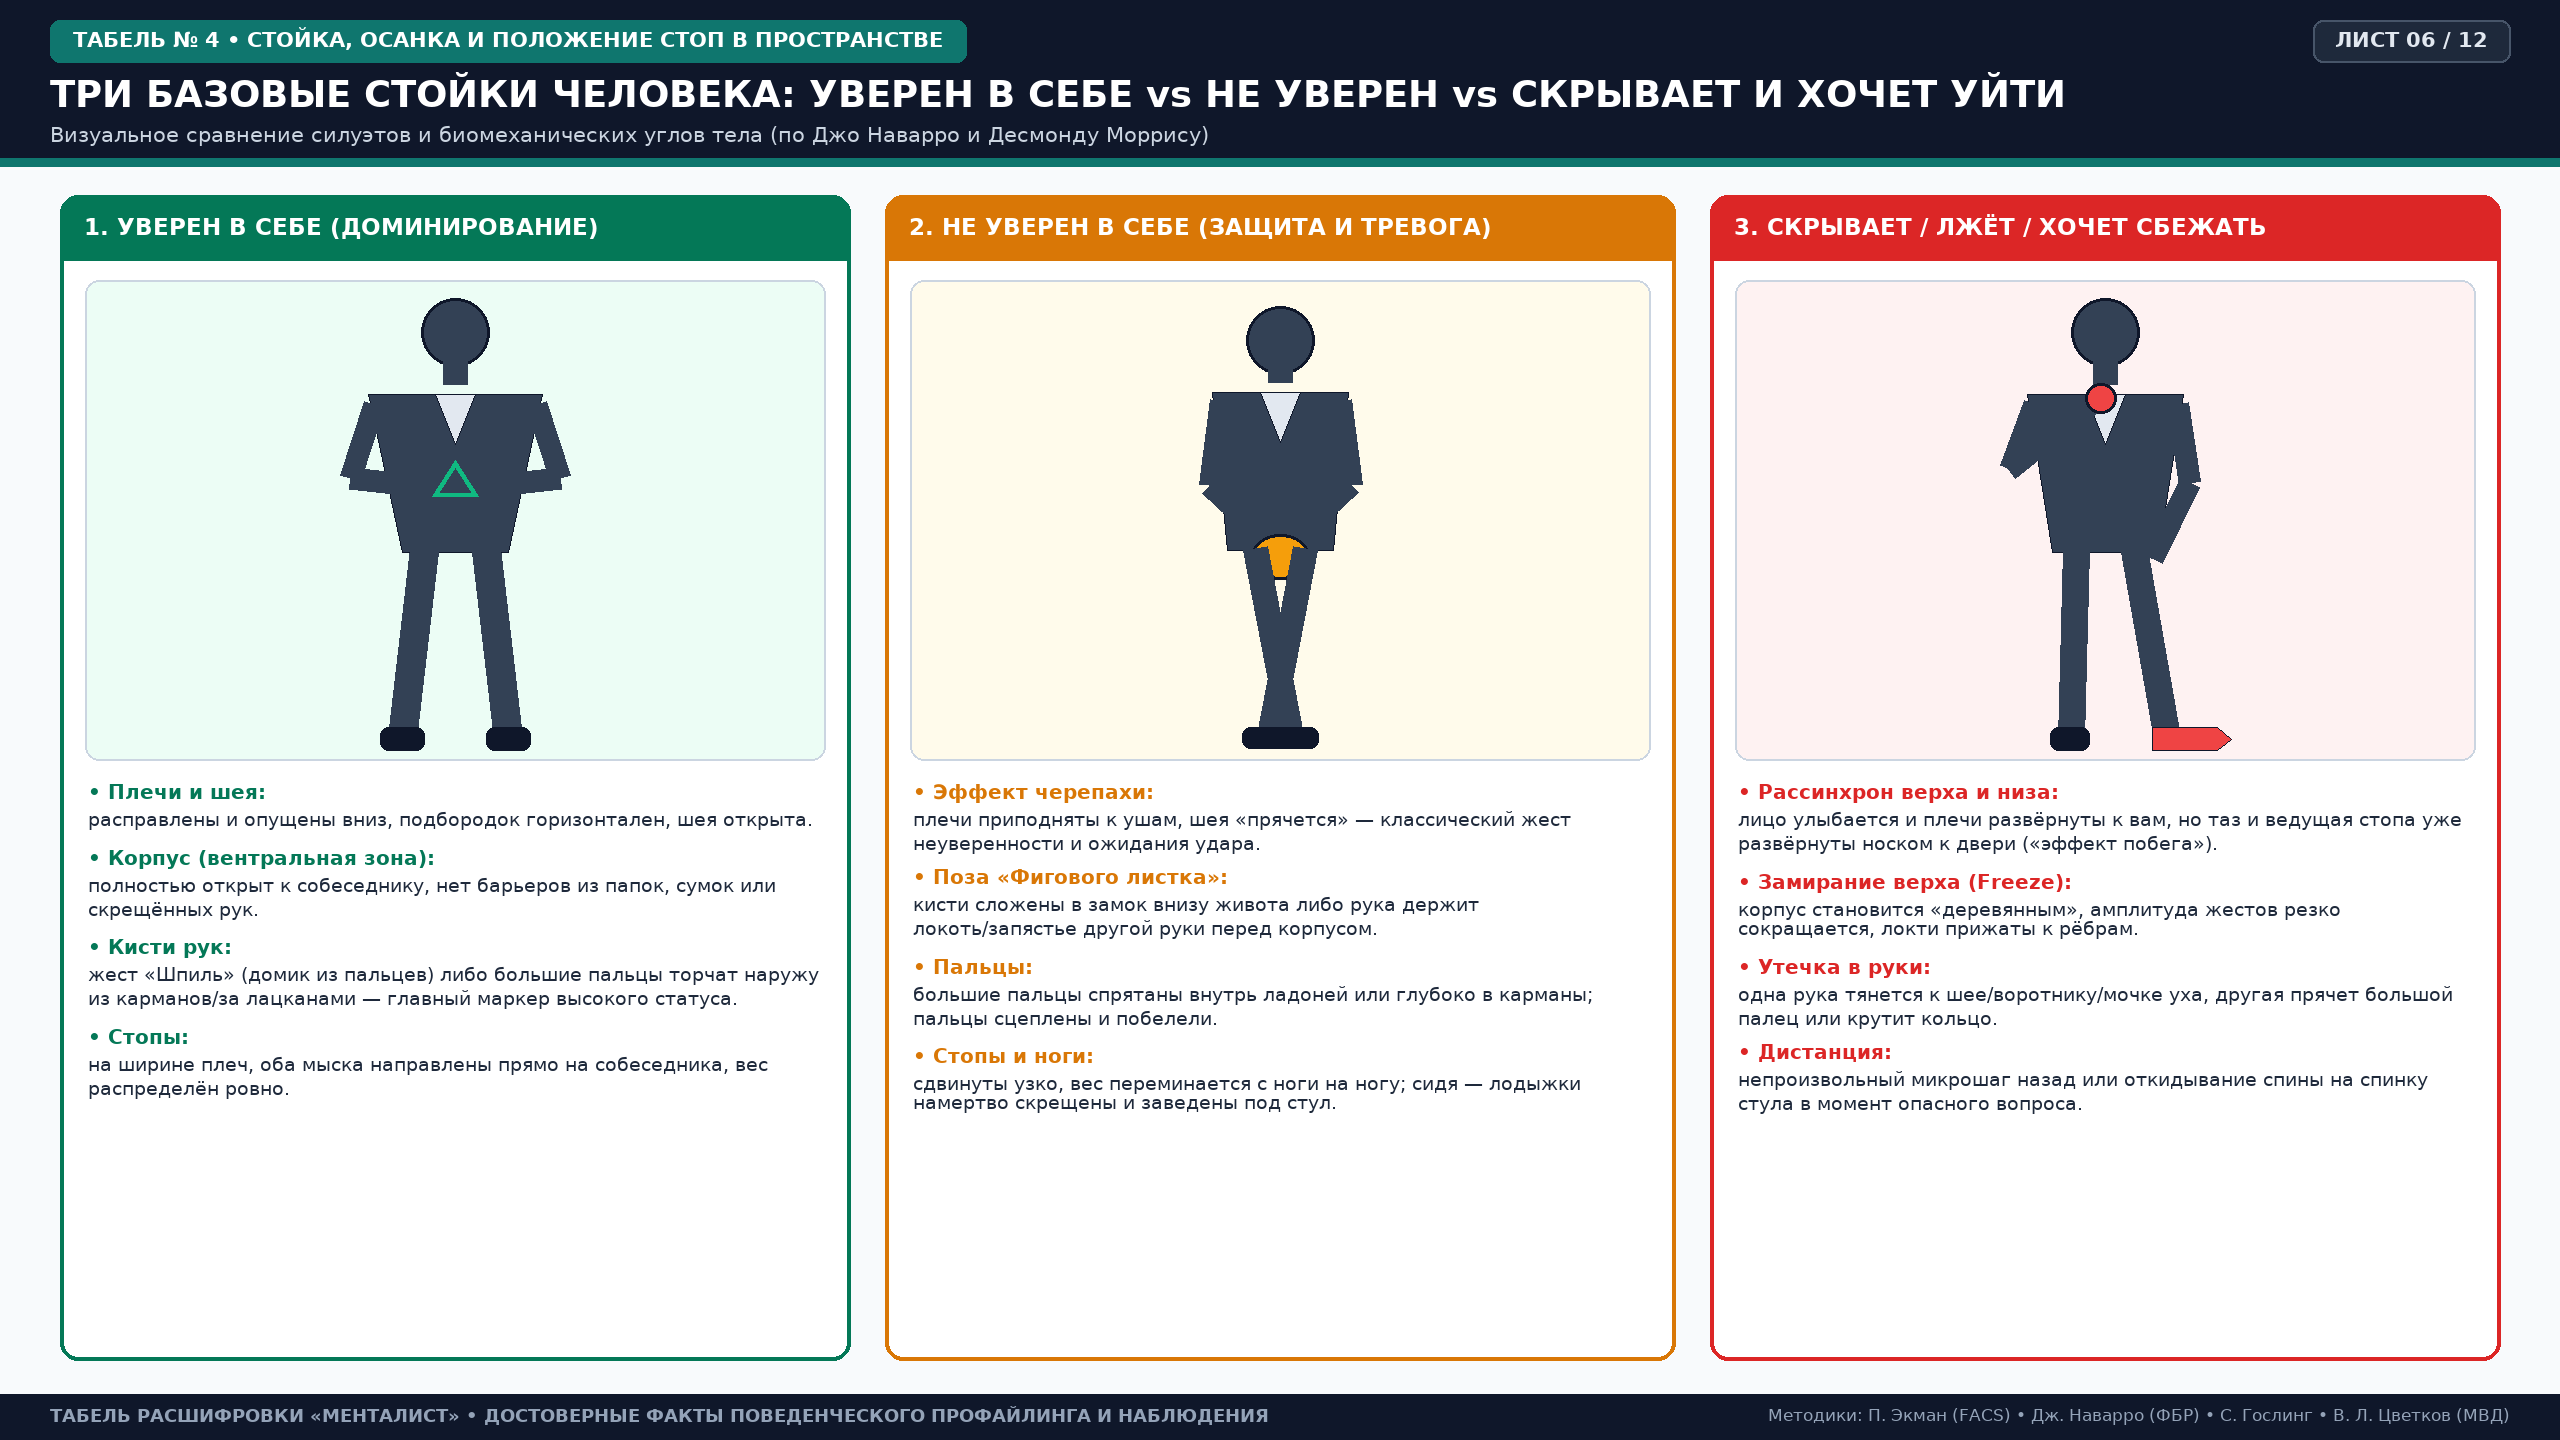 ТАБЕЛЬ № 4 • СТОЙКА, ОСАНКА И ПОЛОЖЕНИЕ СТОП В ПРОСТРАНСТВЕ
ЛИСТ 06 / 12
ТРИ БАЗОВЫЕ СТОЙКИ ЧЕЛОВЕКА: УВЕРЕН В СЕБЕ vs НЕ УВЕРЕН vs СКРЫВАЕТ И ХОЧЕТ УЙТИ
Визуальное сравнение силуэтов и биомеханических углов тела (по Джо Наварро и Десмонду Моррису)
1. УВЕРЕН В СЕБЕ (ДОМИНИРОВАНИЕ)
• Плечи и шея:
расправлены и опущены вниз, подбородок горизонтален, шея открыта.
• Корпус (вентральная зона):
полностью открыт к собеседнику, нет барьеров из папок, сумок или
скрещённых рук.
• Кисти рук:
жест «Шпиль» (домик из пальцев) либо большие пальцы торчат наружу
из карманов/за лацканами — главный маркер высокого статуса.
• Стопы:
на ширине плеч, оба мыска направлены прямо на собеседника, вес
распределён ровно.
2. НЕ УВЕРЕН В СЕБЕ (ЗАЩИТА И ТРЕВОГА)
• Эффект черепахи:
плечи приподняты к ушам, шея «прячется» — классический жест
неуверенности и ожидания удара.
• Поза «Фигового листка»:
кисти сложены в замок внизу живота либо рука держит
локоть/запястье другой руки перед корпусом.
• Пальцы:
большие пальцы спрятаны внутрь ладоней или глубоко в карманы;
пальцы сцеплены и побелели.
• Стопы и ноги:
сдвинуты узко, вес переминается с ноги на ногу; сидя — лодыжки
намертво скрещены и заведены под стул.
3. СКРЫВАЕТ / ЛЖЁТ / ХОЧЕТ СБЕЖАТЬ
• Рассинхрон верха и низа:
лицо улыбается и плечи развёрнуты к вам, но таз и ведущая стопа уже
развёрнуты носком к двери («эффект побега»).
• Замирание верха (Freeze):
корпус становится «деревянным», амплитуда жестов резко
сокращается, локти прижаты к рёбрам.
• Утечка в руки:
одна рука тянется к шее/воротнику/мочке уха, другая прячет большой
палец или крутит кольцо.
• Дистанция:
непроизвольный микрошаг назад или откидывание спины на спинку
стула в момент опасного вопроса.
ТАБЕЛЬ РАСШИФРОВКИ «МЕНТАЛИСТ» • ДОСТОВЕРНЫЕ ФАКТЫ ПОВЕДЕНЧЕСКОГО ПРОФАЙЛИНГА И НАБЛЮДЕНИЯ
Методики: П. Экман (FACS) • Дж. Наварро (ФБР) • С. Гослинг • В. Л. Цветков (МВД)